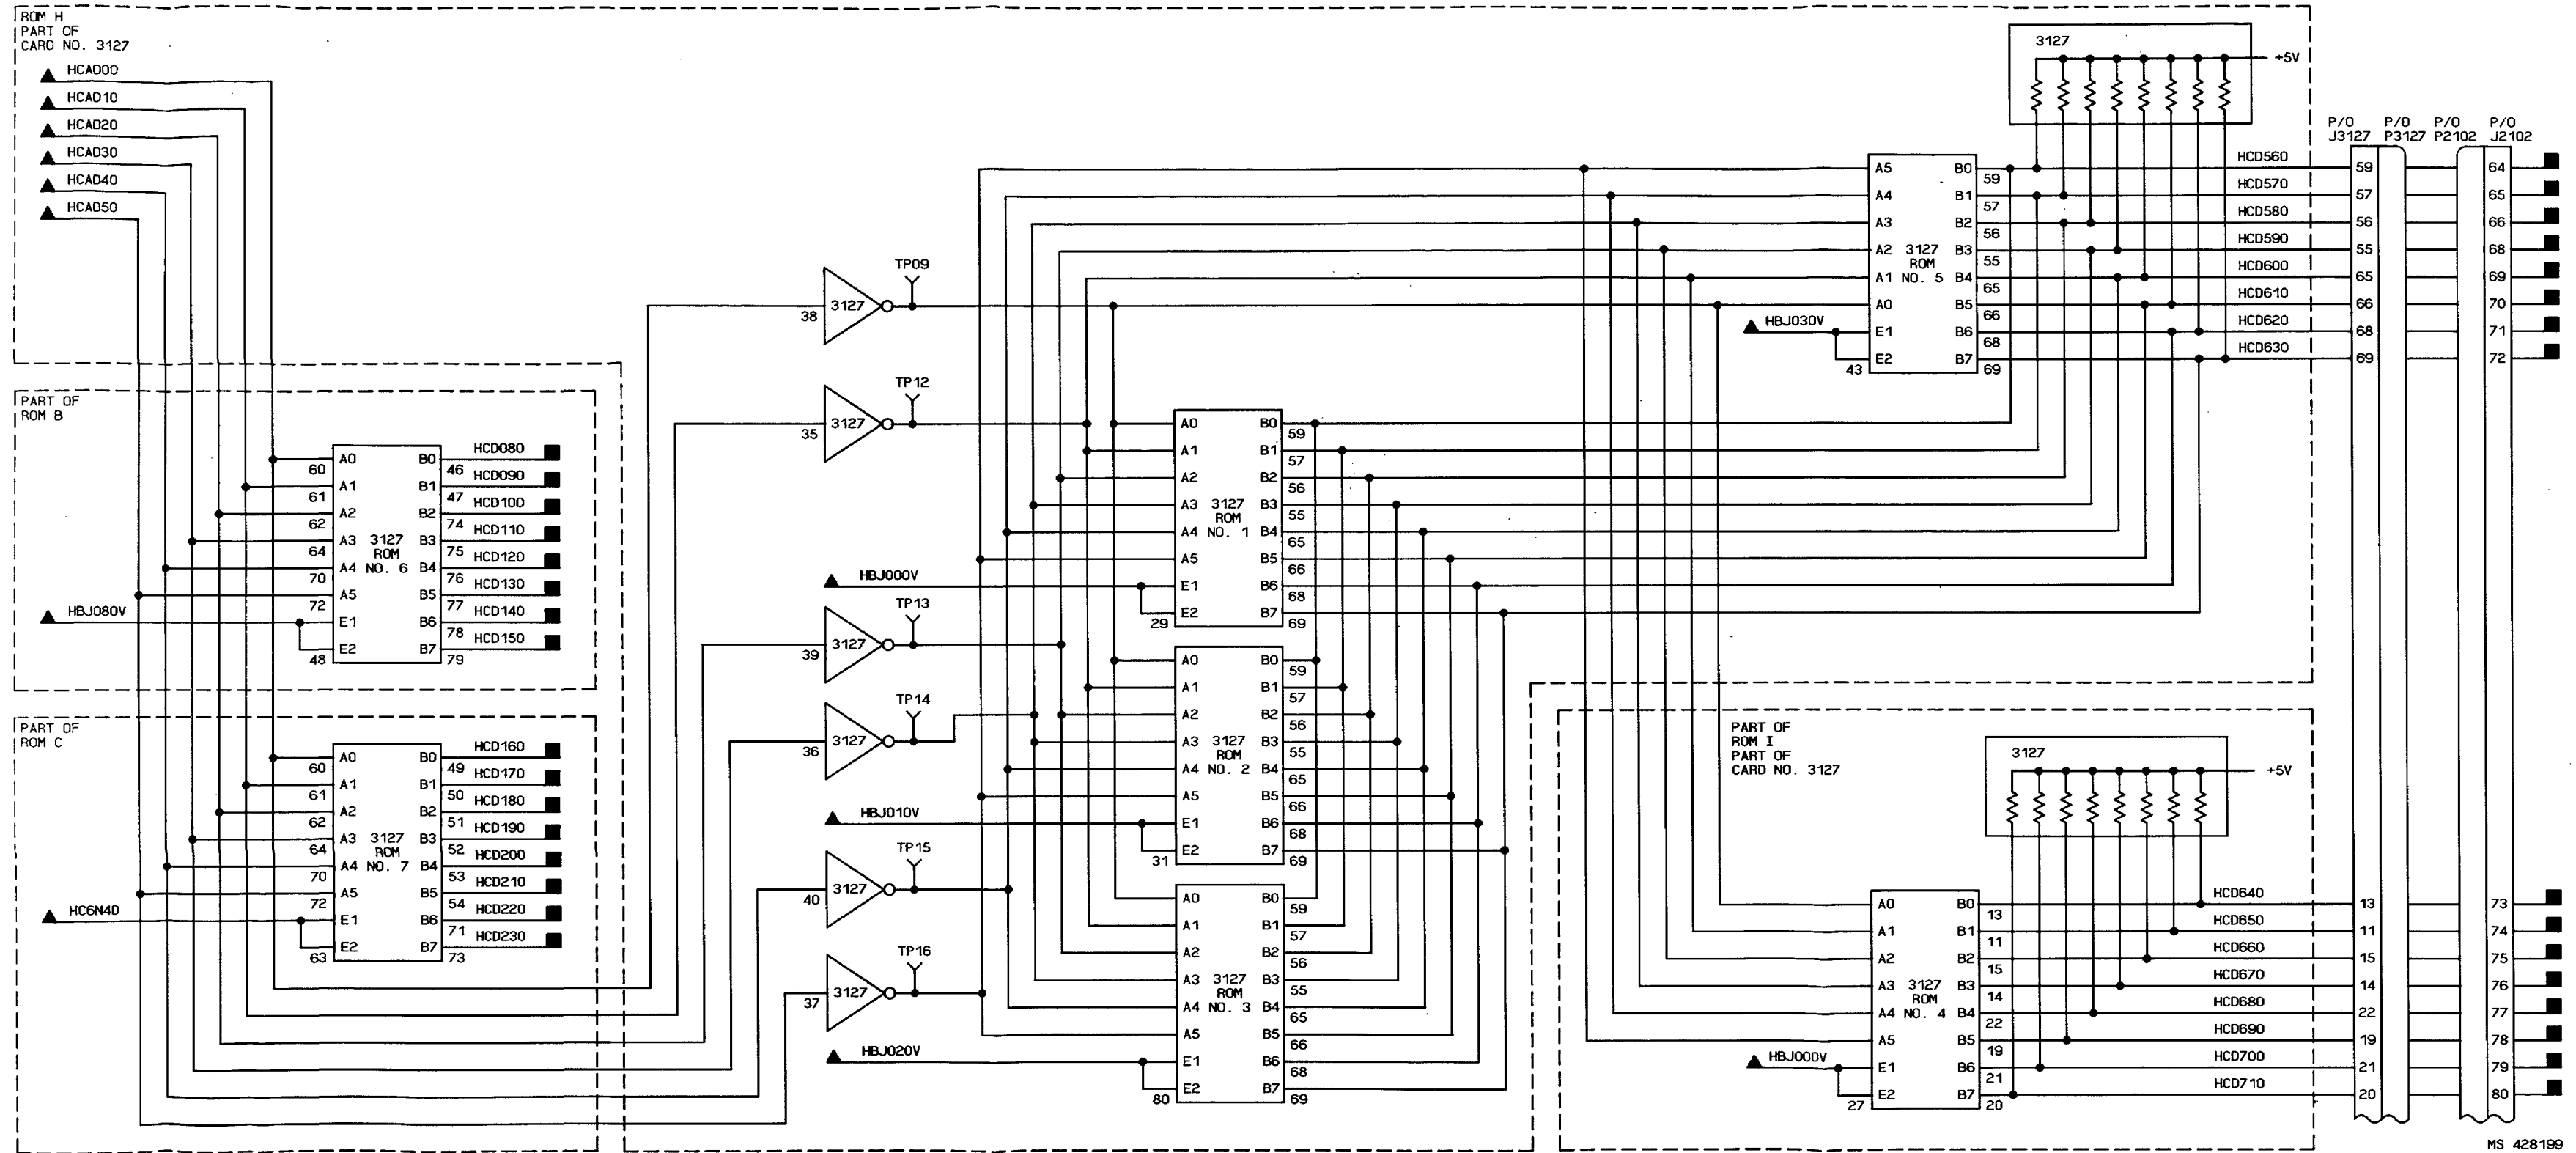 ROM H
PART OF
CARD NO. 3127
HCAD00
HCAD10
HCAD20
HCAD30
HCAD40
HCAD50
PART OF
ROM B
HBJ080V
A0 B0
60 46 HCD080
A1 B1
61 47 HCD090
A2 B2
62 74 HCD100
A3 3127 B3
64 ROM 75 HCD110
A4 NO. 6 B4
70 76 HCD120
A5 B5
72 77 HCD130
E1 B6
78 HCD140
E2 B7
48 79 HCD150
PART OF
ROM C
HC6N4D
A0 B0
60 49 HCD160
A1 B1
61 50 HCD170
A2 B2
62 51 HCD180
A3 3127 B3
64 ROM 52 HCD190
A4 NO. 7 B4
70 53 HCD200
A5 B5
72 54 HCD210
E1 B6
71 HCD220
E2 B7
63 73 HCD230
TP09
38 3127
TP12
35 3127
TP13
39 3127
TP14
36 3127
TP15
40 3127
TP16
37 3127
HBJ000V
A0 B0
59
A1 B1
57
A2 B2
56
A3 3127 B3
ROM 55
A4 NO. 1 B4
65
A5 B5
66
E1 B6
68
E2 B7
29 69
HBJ010V
A0 B0
59
A1 B1
57
A2 B2
56
A3 3127 B3
ROM 55
A4 NO. 2 B4
65
A5 B5
66
E1 B6
68
E2 B7
31 69
HBJ020V
A0 B0
59
A1 B1
57
A2 B2
56
A3 3127 B3
ROM 55
A4 NO. 3 B4
65
A5 B5
66
E1 B6
68
E2 B7
80 69
3127
+5V
HBJ030V
A5 B0
59 HCD560
A4 B1
57 HCD570
A3 B2
56 HCD580
A2 3127 B3
ROM 55 HCD590
A1 NO. 5 B4
65 HCD600
A0 B5
66 HCD610
E1 B6
68 HCD620
E2 B7
43 69 HCD630
PART OF
ROM I
PART OF
CARD NO. 3127
3127
+5V
HBJ000V
A0 B0
13 HCD640
A1 B1
11 HCD650
A2 B2
15 HCD660
A3 3127 B3
ROM 14 HCD670
A4 NO. 4 B4
22 HCD680
A5 B5
19 HCD690
E1 B6
21 HCD700
E2 B7
27 20 HCD710
P/O P/O P/O P/O
J3127 P3127 P2102 J2102
59 64
57 65
56 66
55 68
65 69
66 70
68 71
69 72
13 73
11 74
15 75
14 76
22 77
19 78
21 79
20 80
MS 428199